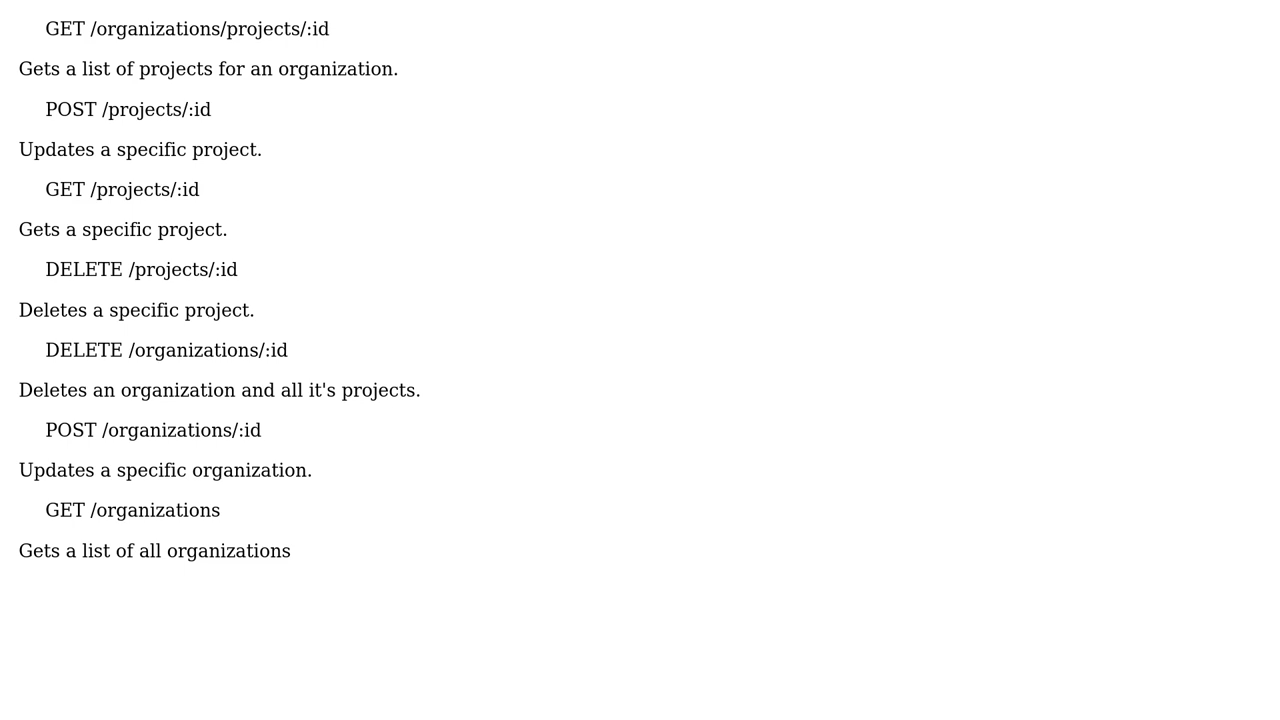 GET /organizations/projects/:id
Gets a list of projects for an organization.
POST /projects/:id
Updates a specific project.
GET /projects/:id
Gets a specific project.
DELETE /projects/:id
Deletes a specific project.
DELETE /organizations/:id
Deletes an organization and all it's projects.
POST /organizations/:id
Updates a specific organization.
GET /organizations
Gets a list of all organizations